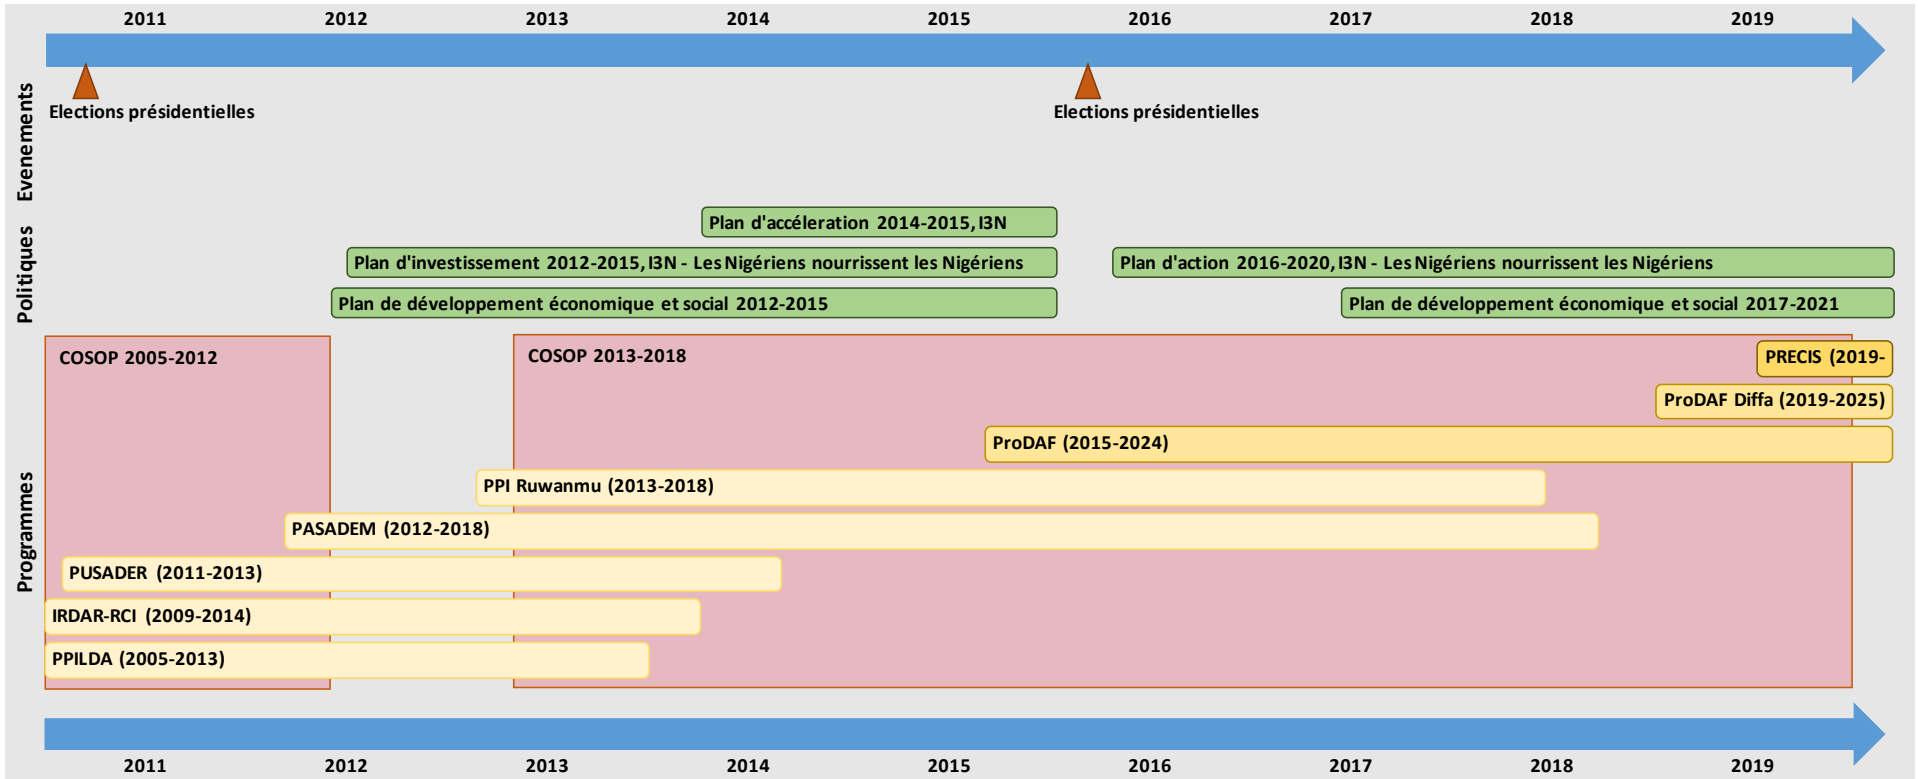 2011 2012 2013 2014 2015 2016 2017 2018 2019
Evenements
Elections présidentielles Elections présidentielles
Politiques
Plan d'accéleration 2014-2015, I3N
Plan d'investissement 2012-2015, I3N - Les Nigériens nourrissent les Nigériens
Plan d'action 2016-2020, I3N - Les Nigériens nourrissent les Nigériens
Plan de développement économique et social 2012-2015
Plan de développement économique et social 2017-2021
Programmes
COSOP 2005-2012
COSOP 2013-2018
PRECIS (2019-
ProDAF Diffa (2019-2025)
ProDAF (2015-2024)
PPI Ruwanmu (2013-2018)
PASADEM (2012-2018)
PUSADER (2011-2013)
IRDAR-RCI (2009-2014)
PPILDA (2005-2013)
2011 2012 2013 2014 2015 2016 2017 2018 2019